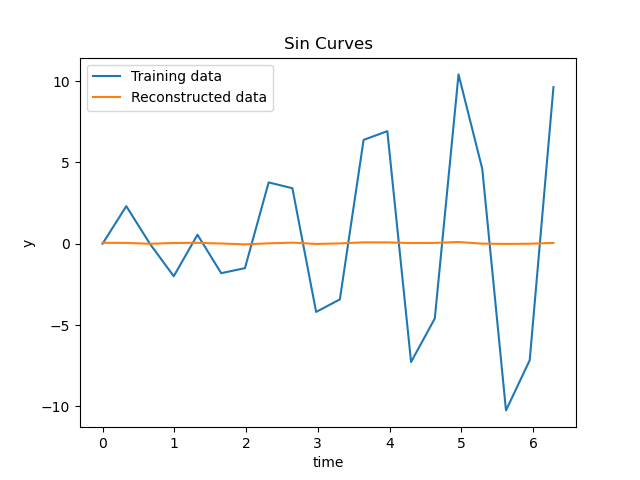 Sin Curves
Training data
Reconstructed data
10
5
0
−5
−10
y
0 1 2 3 4 5 6
time